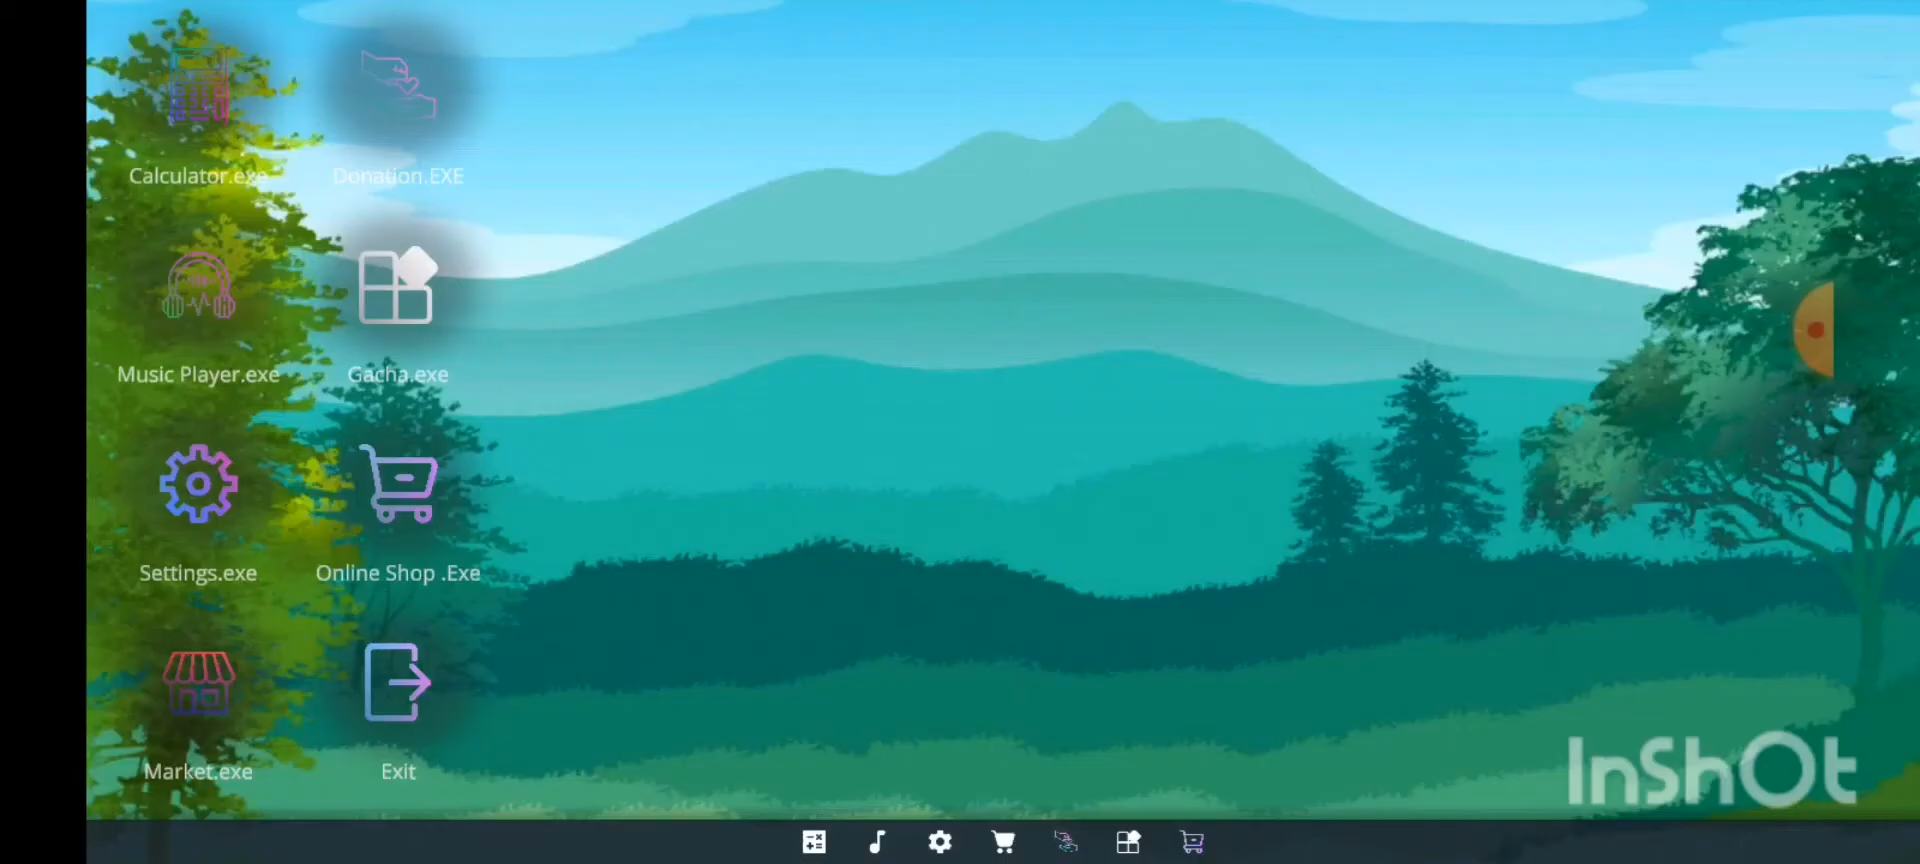 Calculator.exe
Donation.EXE
Music Player.exe
Gacha.exe
Settings.exe
Online Shop .Exe
Market.exe
Exit
InShOt